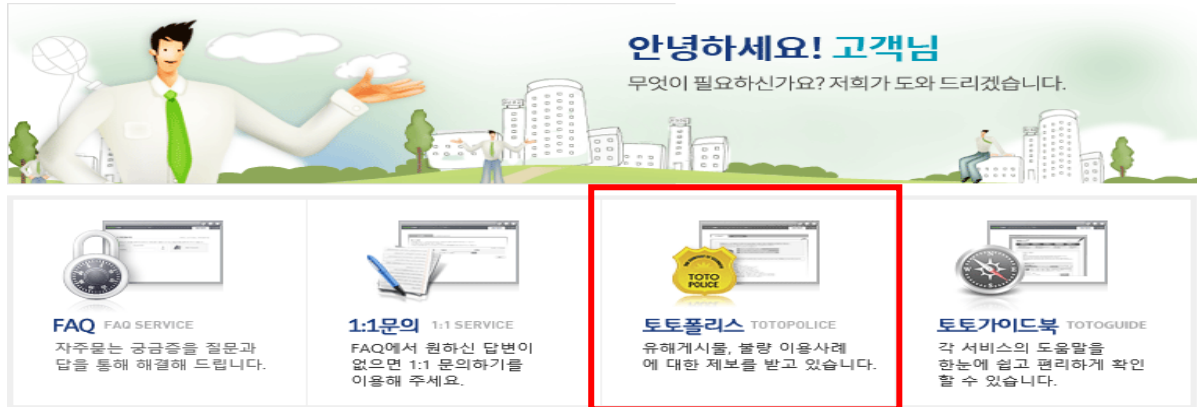 안녕하세요! 고객님
무엇이 필요하신가요? 저희가 도와 드리겠습니다.
TOTO
POLICE
FAQ FAQ SERVICE
자주묻는 궁금증을 질문과
답을 통해 해결해 드립니다.
1:1문의 1:1 SERVICE
FAQ에서 원하신 답변이
없으면 1:1 문의하기를
이용해 주세요.
토토폴리스 TOTOPOLICE
유해게시물, 불량 이용사례
에 대한 제보를 받고 있습니다.
토토가이드북 TOTOGUIDE
각 서비스의 도움말을
한눈에 쉽고 편리하게 확인
할 수 있습니다.